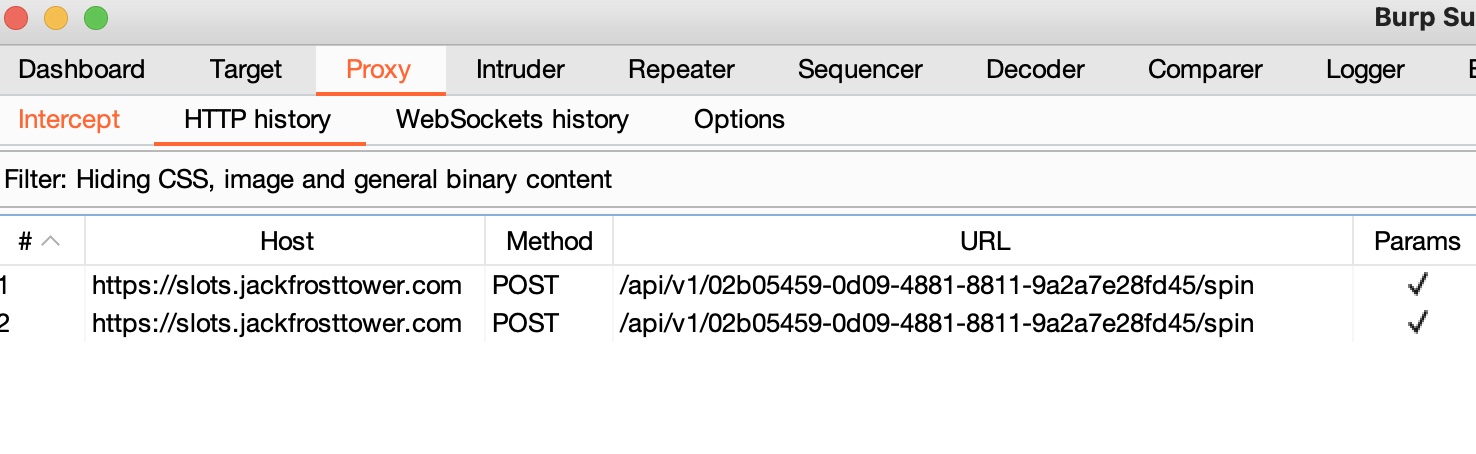 Burp Su
Dashboard Target Proxy Intruder Repeater Sequencer Decoder Comparer Logger
Intercept HTTP history WebSockets history Options
Filter: Hiding CSS, image and general binary content
# Host Method URL Params
1 https://slots.jackfrosttower.com POST /api/v1/02b05459-0d09-4881-8811-9a2a7e28fd45/spin ✓
2 https://slots.jackfrosttower.com POST /api/v1/02b05459-0d09-4881-8811-9a2a7e28fd45/spin ✓